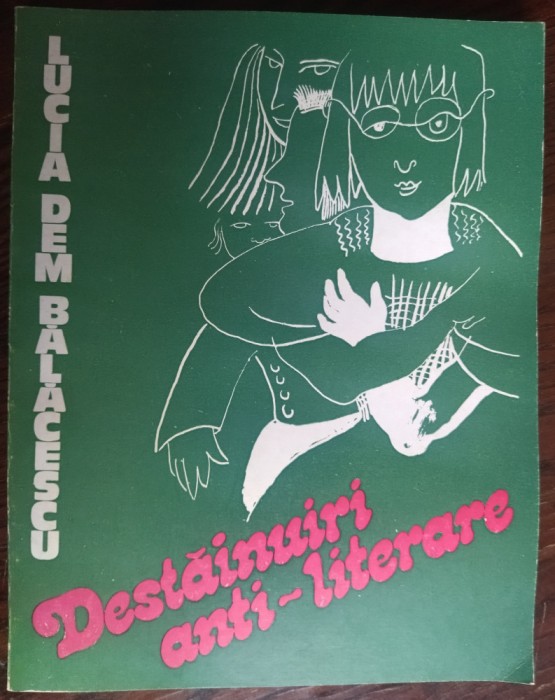 LUCIA DEM BĂLĂCESCU
Destăinuiri
anti-literare